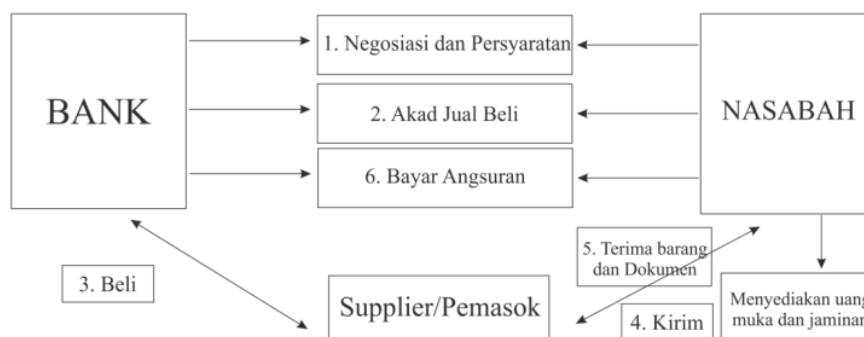 BANK
1. Negosiasi dan Persyaratan
2. Akad Jual Beli
6. Bayar Angsuran
NASABAH
3. Beli
Supplier/Pemasok
5. Terima barang
dan Dokumen
4. Kirim
Menyediakan uang
muka dan jaminan